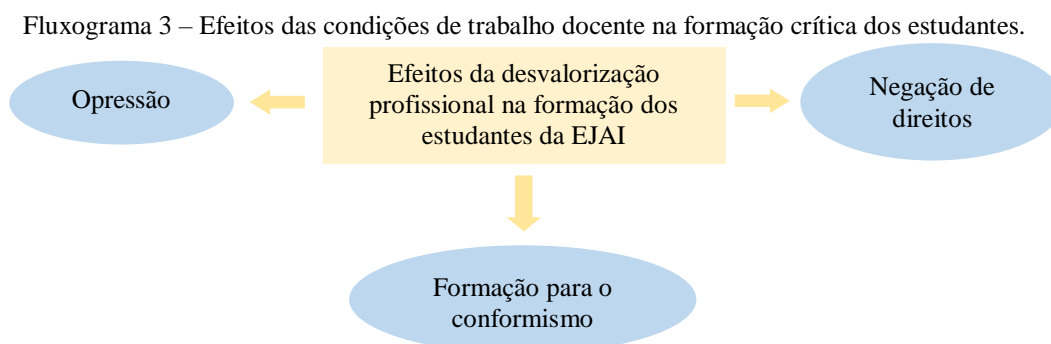 Fluxograma 3 – Efeitos das condições de trabalho docente na formação crítica dos estudantes.
Opressão
Efeitos da desvalorização
profissional na formação dos
estudantes da EJAI
Negação de
direitos
Formação para o
conformismo